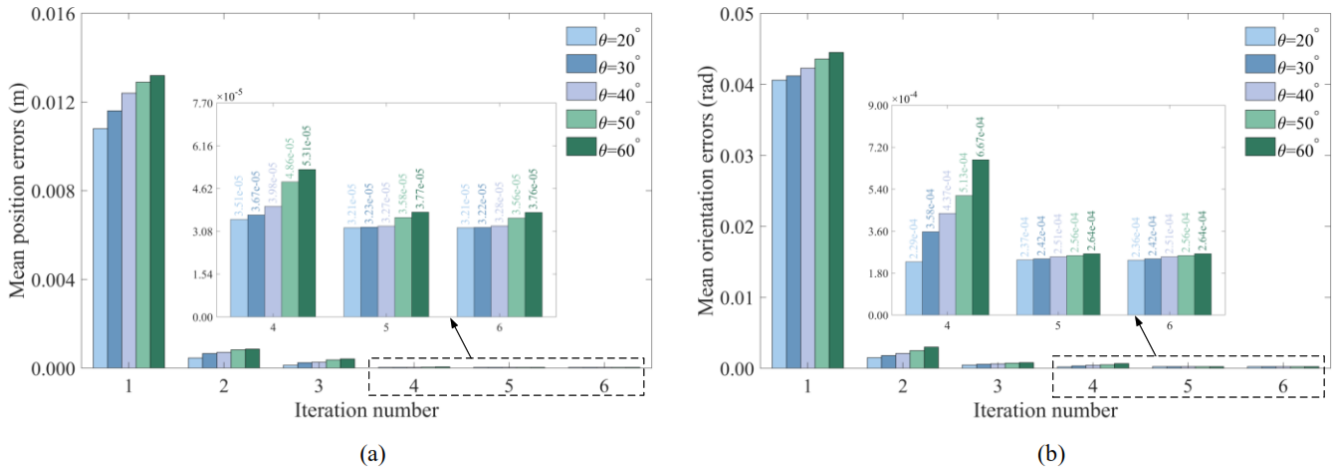 Mean position errors (m)
0.016
0.012
0.008
0.004
0.000
θ=20°
θ=30°
θ=40°
θ=50°
θ=60°
×10⁻⁵
7.70
6.16
4.62
3.08
1.54
0.00
3.51e-05
3.67e-05
3.98e-05
4.86e-05
5.31e-05
3.21e-05
3.23e-05
3.27e-05
3.58e-05
3.77e-05
3.21e-05
3.22e-05
3.28e-05
3.56e-05
3.76e-05
4 5 6
1 2 3 4 5 6
Iteration number
(a)
Mean orientation errors (rad)
0.05
0.04
0.03
0.02
0.01
0.00
θ=20°
θ=30°
θ=40°
θ=50°
θ=60°
×10⁻⁴
9.00
7.20
5.40
3.60
1.80
0.00
2.29e-04
3.58e-04
4.37e-04
5.13e-04
6.67e-04
2.37e-04
2.42e-04
2.51e-04
2.56e-04
2.64e-04
2.36e-04
2.42e-04
2.51e-04
2.56e-04
2.64e-04
4 5 6
1 2 3 4 5 6
Iteration number
(b)